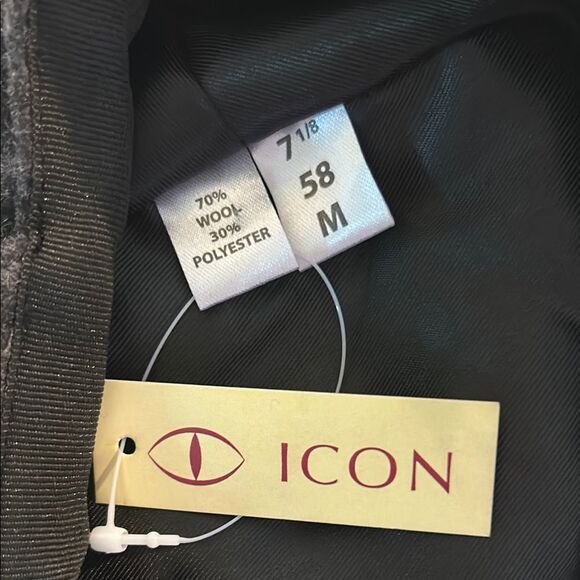 7 1/8
58
M
70%
WOOL
30%
POLYESTER
ICON